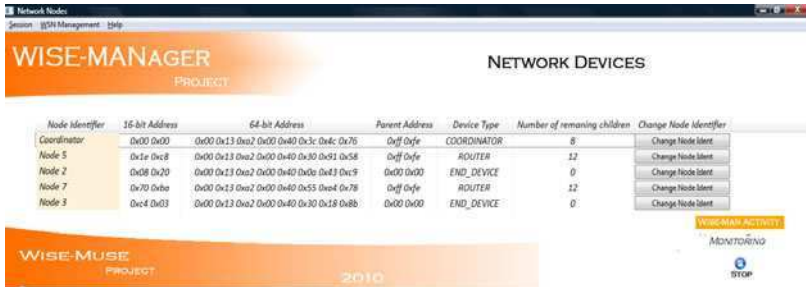 Network Nodes
Session WSN Management Help
WISE-MANAGER
PROJECT
NETWORK DEVICES
Node Identifier 16-bit Address 64-bit Address Parent Address Device Type Number of remaning children Change Node Identifier
Coordinator 0x00 0x00 0x00 0x13 0xa2 0x00 0x40 0x3c 0x4c 0x76 0xff 0xfe COORDINATOR 8 Change Node Ident
Node 5 0x1e 0xc8 0x00 0x13 0xa2 0x00 0x40 0x30 0x91 0x58 0xff 0xfe ROUTER 12 Change Node Ident
Node 2 0x08 0x20 0x00 0x13 0xa2 0x00 0x40 0x0a 0x43 0xc9 0x00 0x00 END_DEVICE 0 Change Node Ident
Node 7 0x70 0xba 0x00 0x13 0xa2 0x00 0x40 0x55 0xa4 0x78 0xff 0xfe ROUTER 12 Change Node Ident
Node 3 0xc4 0x03 0x00 0x13 0xa2 0x00 0x40 0x30 0x18 0x8b 0x00 0x00 END_DEVICE 0 Change Node Ident
WISE-MAN ACTIVITY
MONITORING
WISE-MUSE
PROJECT
2010
STOP